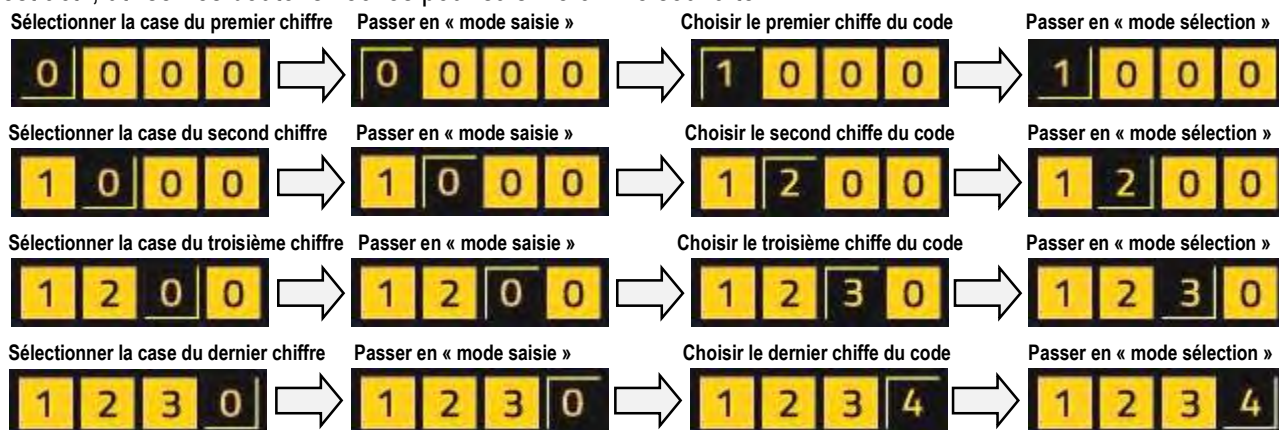 Sélectionner la case du premier chiffre Passer en « mode saisie » Choisir le premier chiffe du code Passer en « mode sélection »
0 0 0 0 0 0 0 0 1 0 0 0 1 0 0 0
Sélectionner la case du second chiffre Passer en « mode saisie » Choisir le second chiffe du code Passer en « mode sélection »
1 0 0 0 1 0 0 0 1 2 0 0 1 2 0 0
Sélectionner la case du troisième chiffre Passer en « mode saisie » Choisir le troisième chiffe du code Passer en « mode sélection »
1 2 0 0 1 2 0 0 1 2 3 0 1 2 3 0
Sélectionner la case du dernier chiffre Passer en « mode saisie » Choisir le dernier chiffe du code Passer en « mode sélection »
1 2 3 0 1 2 3 0 1 2 3 4 1 2 3 4